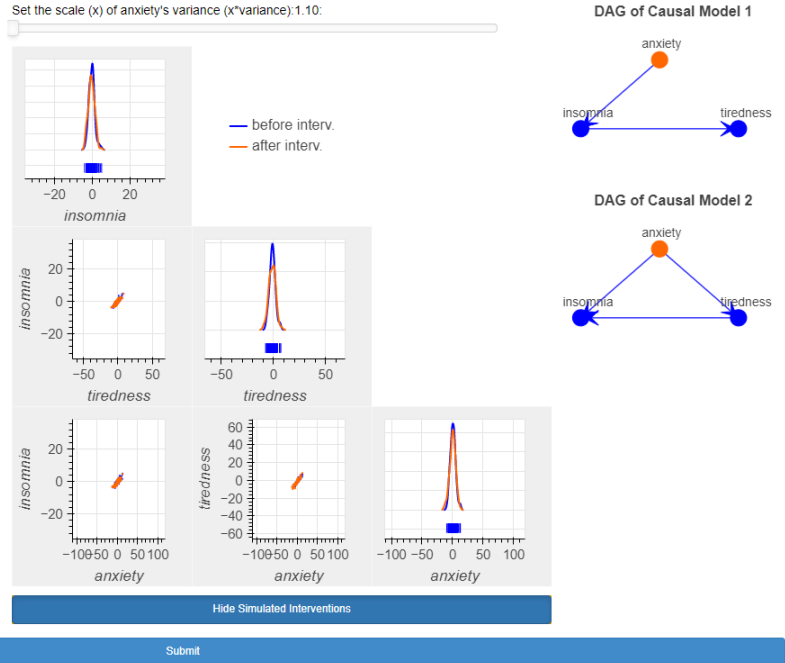 Set the scale (x) of anxiety's variance (x*variance):1.10:
DAG of Causal Model 1
anxiety
insomnia
tiredness
before interv.
after interv.
−20 0 20
insomnia
DAG of Causal Model 2
anxiety
insomnia
tiredness
insomnia
20
0
−20
−50 0 50
tiredness
−50 0 50
tiredness
insomnia
20
0
−20
−100 −50 0 50 100
anxiety
tiredness
60
40
20
0
−20
−40
−60
−100 −50 0 50 100
anxiety
−100 −50 0 50 100
anxiety
Hide Simulated Interventions
Submit